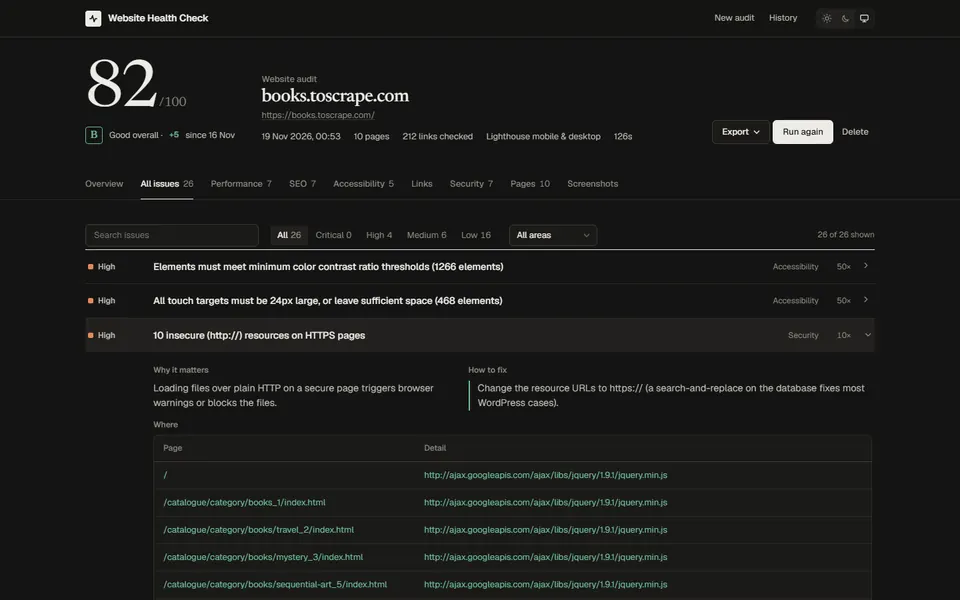 Website Health Check
New audit History
82/100
Website audit
books.toscrape.com
https://books.toscrape.com/
B Good overall · +5 since 16 Nov
19 Nov 2026, 00:53 10 pages 212 links checked Lighthouse mobile & desktop 126s
Export Run again Delete
Overview All issues 26 Performance 7 SEO 7 Accessibility 5 Links Security 7 Pages 10 Screenshots
Search issues All 26 Critical 0 High 4 Medium 6 Low 16 All areas 26 of 26 shown
High Elements must meet minimum color contrast ratio thresholds (1266 elements) Accessibility 50×
High All touch targets must be 24px large, or leave sufficient space (468 elements) Accessibility 50×
High 10 insecure (http://) resources on HTTPS pages Security 10×
Why it matters
Loading files over plain HTTP on a secure page triggers browser
warnings or blocks the files.
How to fix
Change the resource URLs to https:// (a search-and-replace on the database fixes most
WordPress cases).
Where
Page Detail
/ http://ajax.googleapis.com/ajax/libs/jquery/1.9.1/jquery.min.js
/catalogue/category/books_1/index.html http://ajax.googleapis.com/ajax/libs/jquery/1.9.1/jquery.min.js
/catalogue/category/books/travel_2/index.html http://ajax.googleapis.com/ajax/libs/jquery/1.9.1/jquery.min.js
/catalogue/category/books/mystery_3/index.html http://ajax.googleapis.com/ajax/libs/jquery/1.9.1/jquery.min.js
/catalogue/category/books/sequential-art_5/index.html http://ajax.googleapis.com/ajax/libs/jquery/1.9.1/jquery.min.js